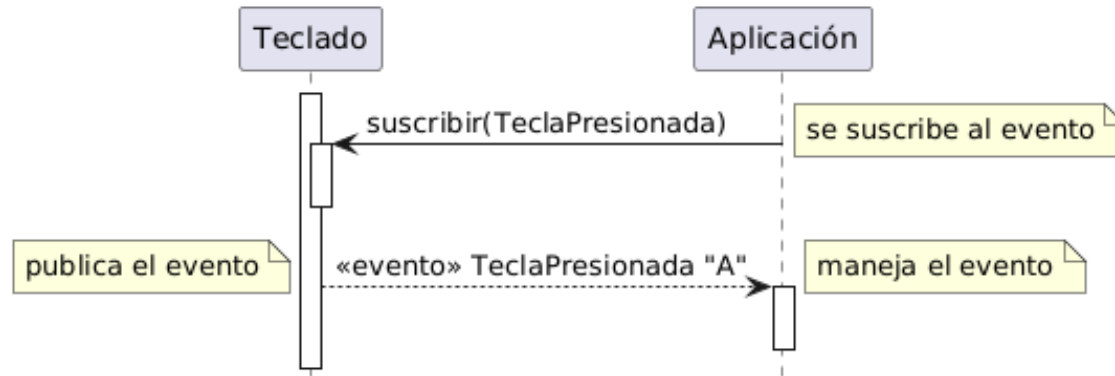 Teclado
Aplicación
suscribir(TeclaPresionada)
se suscribe al evento
publica el evento
«evento» TeclaPresionada "A"
maneja el evento